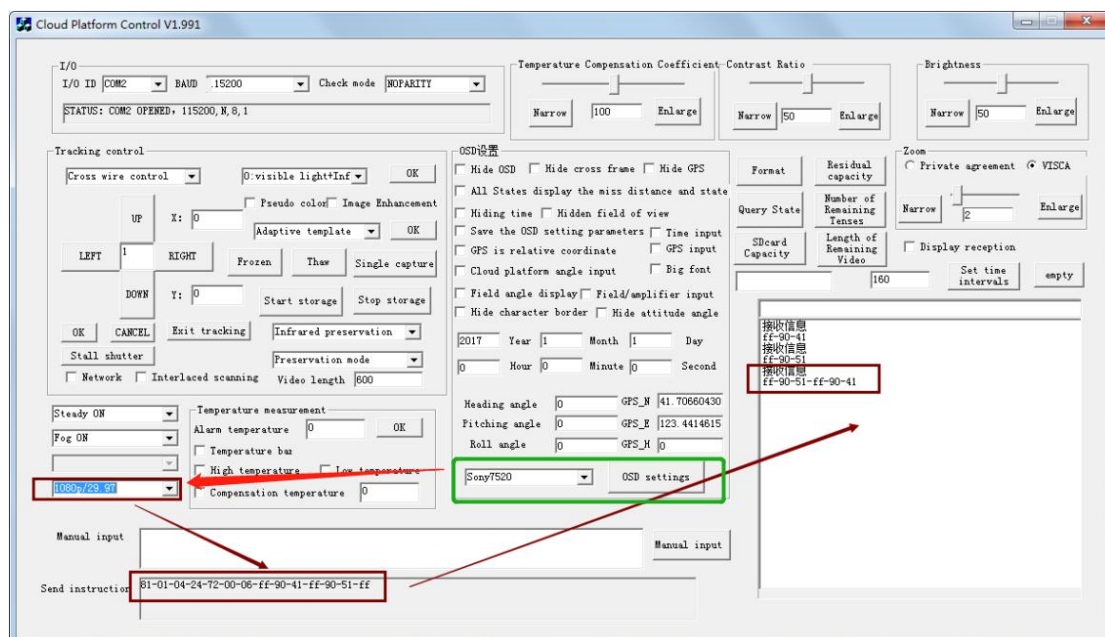 Cloud Platform Control V1.991
I/O
I/O ID COM2 BAUD .15200 Check mode NOPARITY
STATUS: COM2 OPENED, 115200,N,8,1
Temperature Compensation Coefficient
Narrow 100 Enlarge
Contrast Ratio
Narrow 50 Enlarge
Brightness
Narrow 50 Enlarge
Tracking control
Cross wire control 0:visible light+Inf OK
Pseudo color Image Enhancement
UP X: 0 Adaptive template OK
LEFT 1 RIGHT Frozen Thaw Single capture
DOWN Y: 0 Start storage Stop storage
OK CANCEL Exit tracking Infrared preservation
Stall shutter Preservation mode
Network Interlaced scanning Video length 600
OSD设置
Hide OSD Hide cross frame Hide GPS
All States display the miss distance and state
Hiding time Hidden field of view
Save the OSD setting parameters Time input
GPS is relative coordinate GPS input
Cloud platform angle input Big font
Field angle display Field/amplifier input
Hide character border Hide attitude angle
2017 Year 1 Month 1 Day
0 Hour 0 Minute 0 Second
Heading angle 0 GPS_N 41.70660430
Pitching angle 0 GPS_E 123.4414615
Roll angle 0 GPS_H 0
Sony7520 OSD settings
Format
Residual
capacity
Query State
Number of
Remaining
Tenses
SDcard
Capacity
Length of
Remaining
Video
Zoom
Private agreement VISCA
Narrow 2 Enlarge
Display reception
160
Set time
intervals
empty
接收信息
ff-90-41
接收信息
ff-90-51
接收信息
ff-90-51-ff-90-41
Steady ON
Fog ON
1080p/29.97
Temperature measurement
Alarm temperature 0 OK
Temperature bar
High temperature Low temperature
Compensation temperature 0
Manual input Manual input
Send instruction 81-01-04-24-72-00-06-ff-90-41-ff-90-51-ff